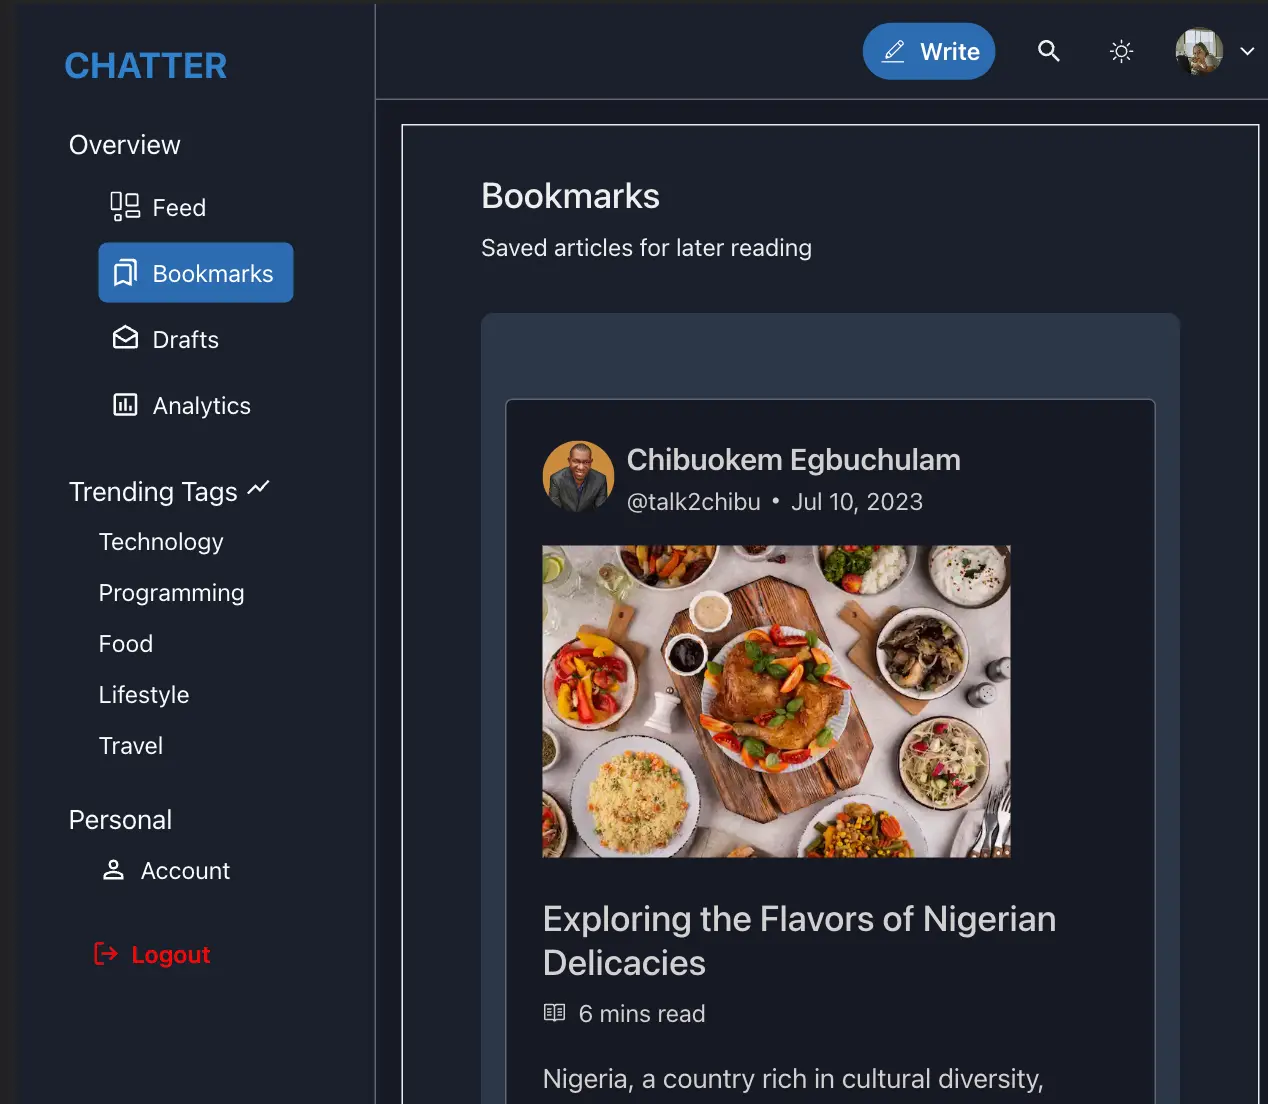 CHATTER
Overview
Feed
Bookmarks
Drafts
Analytics
Trending Tags
Technology
Programming
Food
Lifestyle
Travel
Personal
Account
Logout
Write
Bookmarks
Saved articles for later reading
Chibuokem Egbuchulam
@talk2chibu • Jul 10, 2023
Exploring the Flavors of Nigerian
Delicacies
6 mins read
Nigeria, a country rich in cultural diversity,